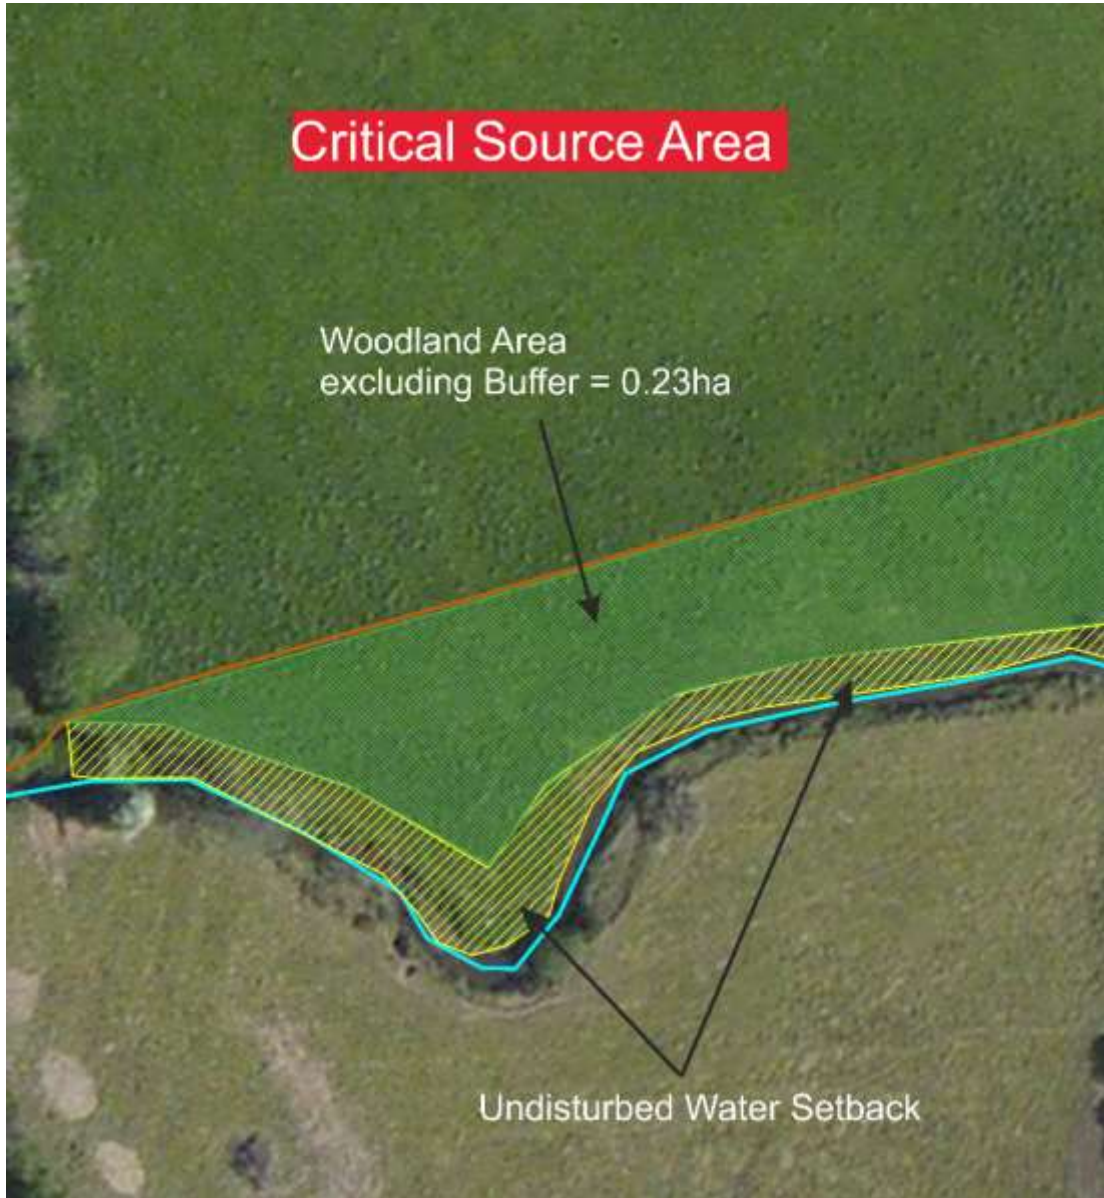 Critical Source Area
Woodland Area
excluding Buffer = 0.23ha
Undisturbed Water Setback